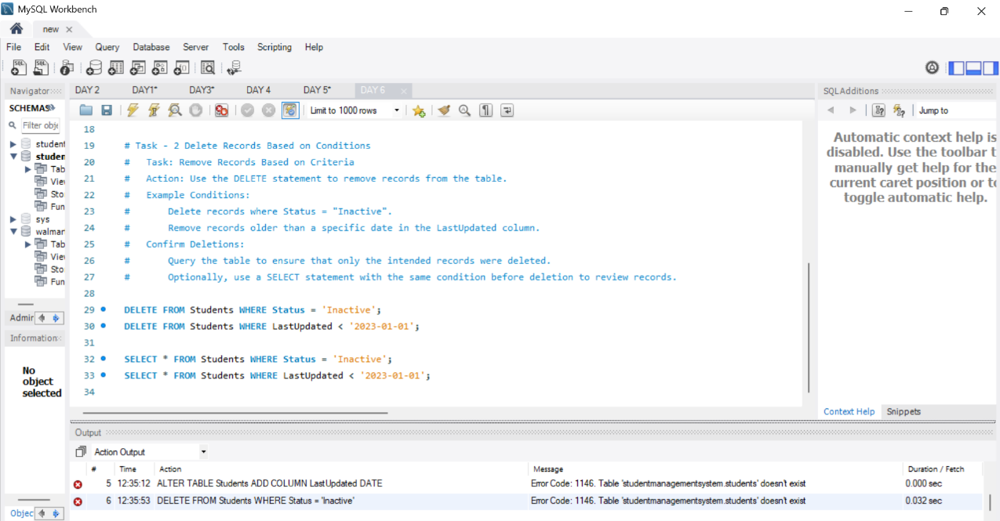 MySQL Workbench
new
File Edit View Query Database Server Tools Scripting Help
Navigator
SCHEMAS
Filter obje
student
studen
Tab
Vie
Sto
Fun
sys
walmar
Tab
Vie
Sto
Fun
Admir
Information
No
object
selected
Objec
DAY 2 DAY1* DAY3* DAY 4 DAY 5* DAY 6
Limit to 1000 rows
18
19 # Task - 2 Delete Records Based on Conditions
20 # Task: Remove Records Based on Criteria
21 # Action: Use the DELETE statement to remove records from the table.
22 # Example Conditions:
23 # Delete records where Status = "Inactive".
24 # Remove records older than a specific date in the LastUpdated column.
25 # Confirm Deletions:
26 # Query the table to ensure that only the intended records were deleted.
27 # Optionally, use a SELECT statement with the same condition before deletion to review records.
28
29 DELETE FROM Students WHERE Status = 'Inactive';
30 DELETE FROM Students WHERE LastUpdated < '2023-01-01';
31
32 SELECT * FROM Students WHERE Status = 'Inactive';
33 SELECT * FROM Students WHERE LastUpdated < '2023-01-01';
34
SQLAdditions
Jump to
Automatic context help is
disabled. Use the toolbar t
manually get help for the
current caret position or to
toggle automatic help.
Context Help Snippets
Output
Action Output
# Time Action Message Duration / Fetch
5 12:35:12 ALTER TABLE Students ADD COLUMN LastUpdated DATE Error Code: 1146. Table 'studentmanagementsystem.students' doesn't exist 0.000 sec
6 12:35:53 DELETE FROM Students WHERE Status = 'Inactive' Error Code: 1146. Table 'studentmanagementsystem.students' doesn't exist 0.032 sec